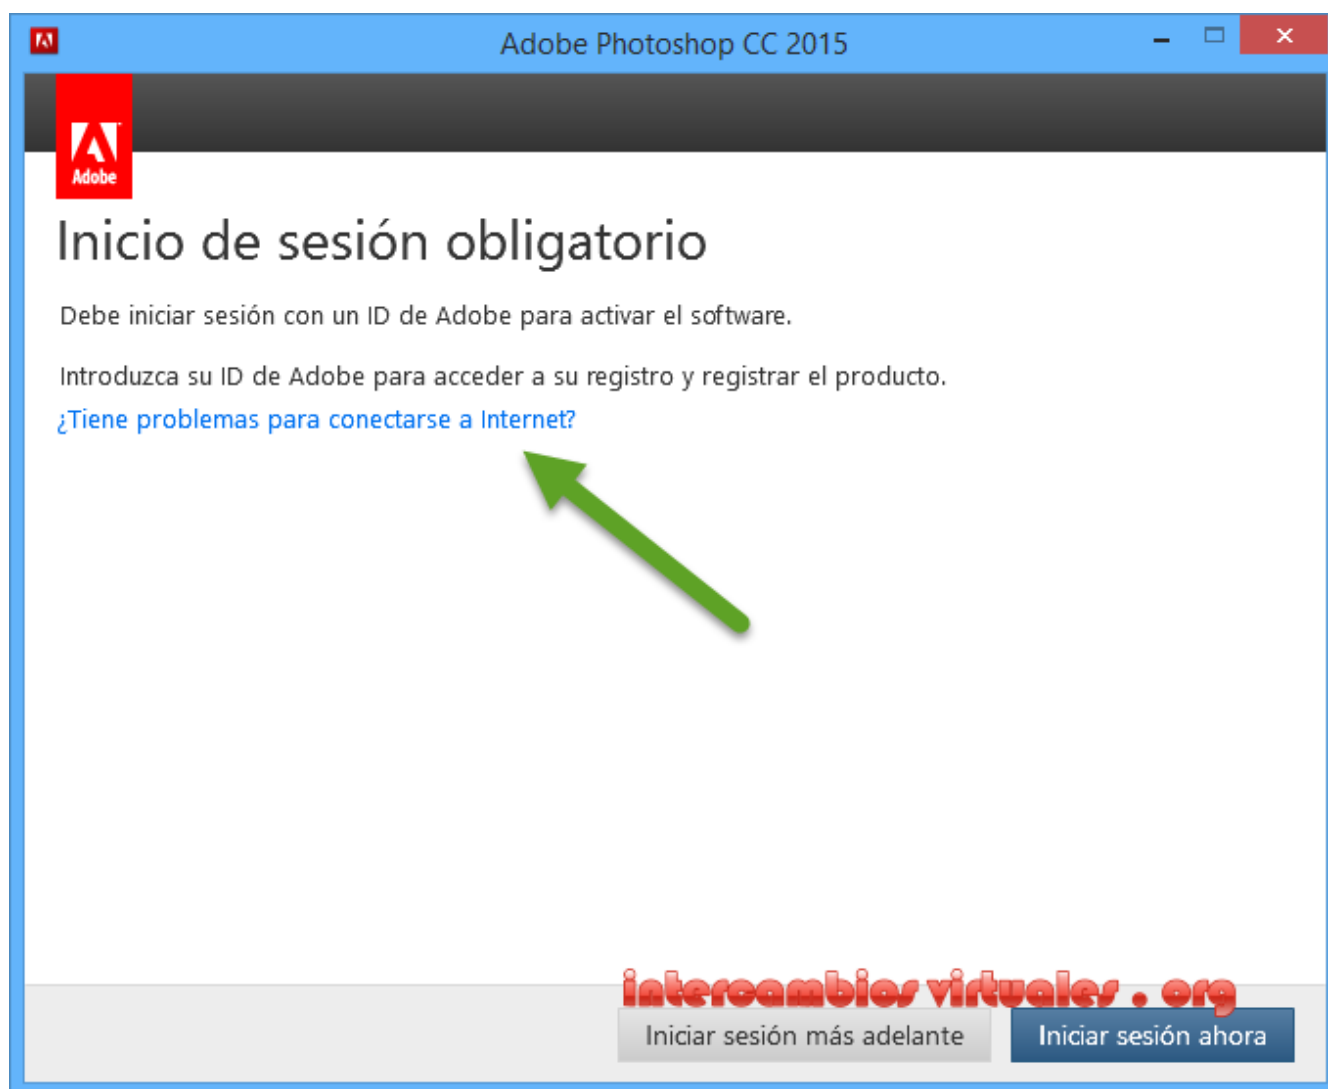 Adobe Photoshop CC 2015
Adobe
Inicio de sesión obligatorio
Debe iniciar sesión con un ID de Adobe para activar el software.
Introduzca su ID de Adobe para acceder a su registro y registrar el producto.
¿Tiene problemas para conectarse a Internet?
intercambios virtuales . org
Iniciar sesión más adelante
Iniciar sesión ahora